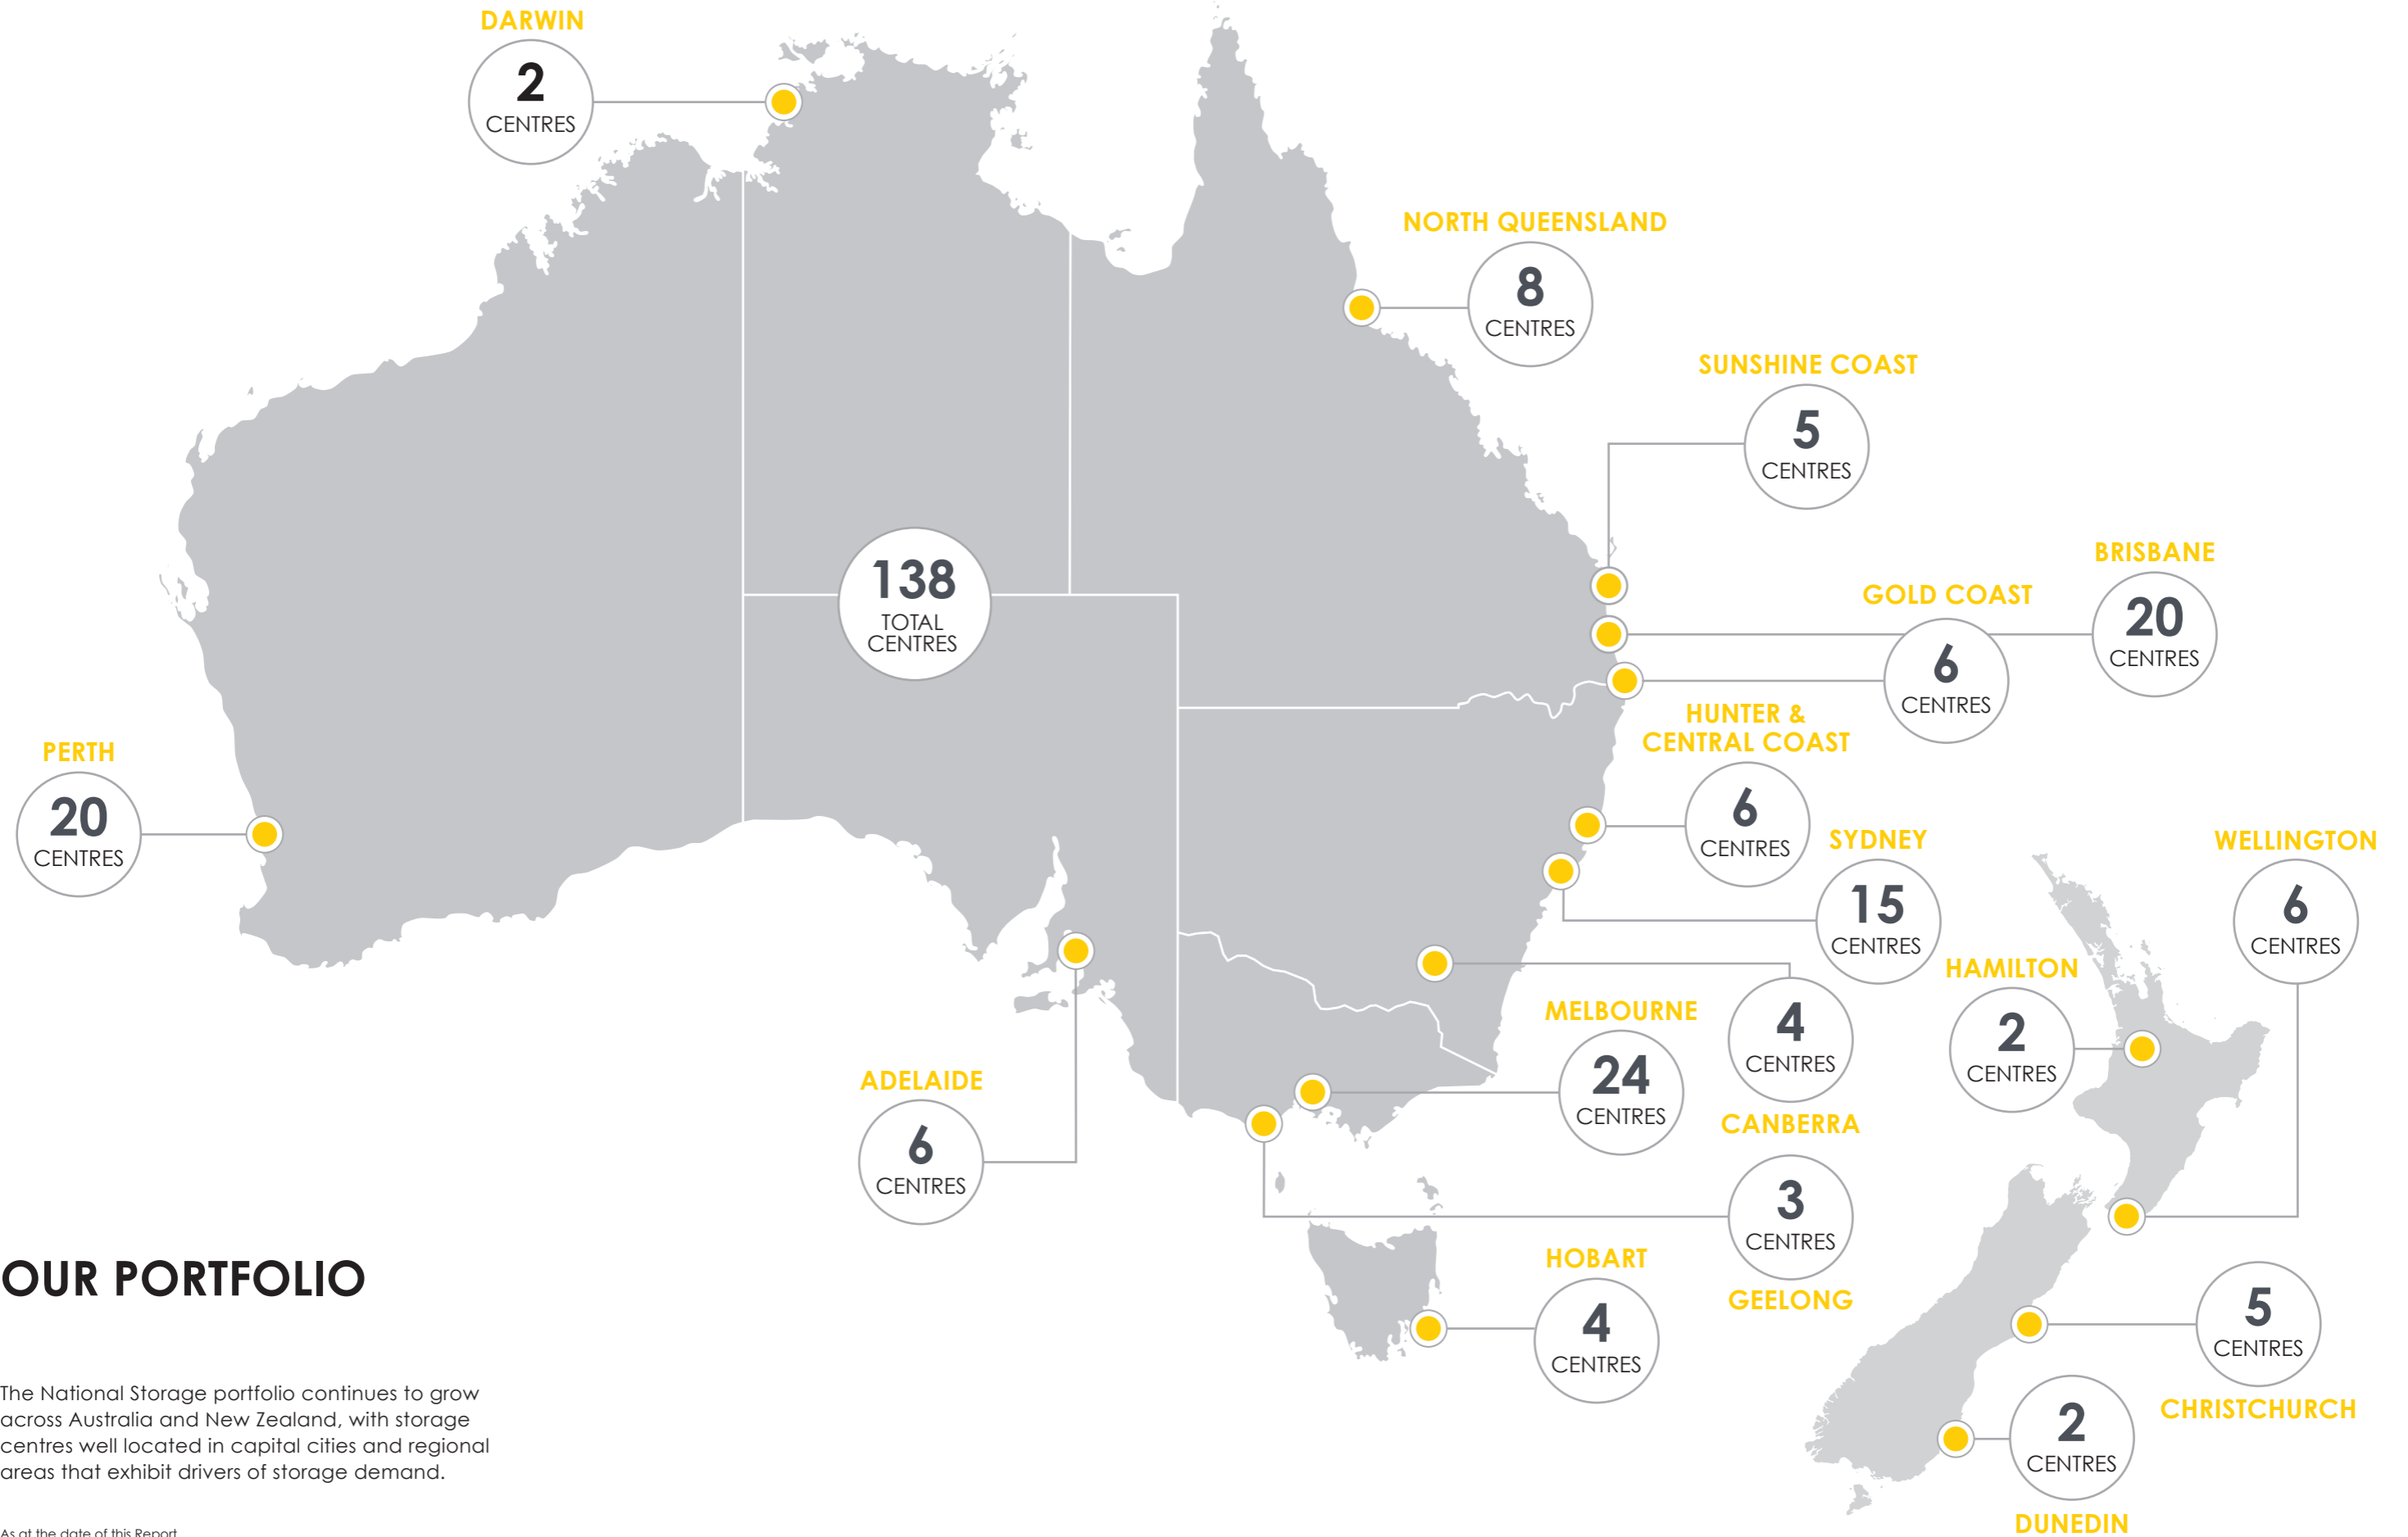 DARWIN
2
CENTRES
NORTH QUEENSLAND
8
CENTRES
SUNSHINE COAST
5
CENTRES
BRISBANE
20
CENTRES
GOLD COAST
6
CENTRES
138
TOTAL
CENTRES
HUNTER &
CENTRAL COAST
6
CENTRES
PERTH
20
CENTRES
SYDNEY
15
CENTRES
WELLINGTON
6
CENTRES
HAMILTON
2
CENTRES
MELBOURNE
24
CENTRES
4
CENTRES
CANBERRA
ADELAIDE
6
CENTRES
3
CENTRES
GEELONG
HOBART
4
CENTRES
5
CENTRES
CHRISTCHURCH
2
CENTRES
DUNEDIN
OUR PORTFOLIO
The National Storage portfolio continues to grow
across Australia and New Zealand, with storage
centres well located in capital cities and regional
areas that exhibit drivers of storage demand.
As at the date of this Report